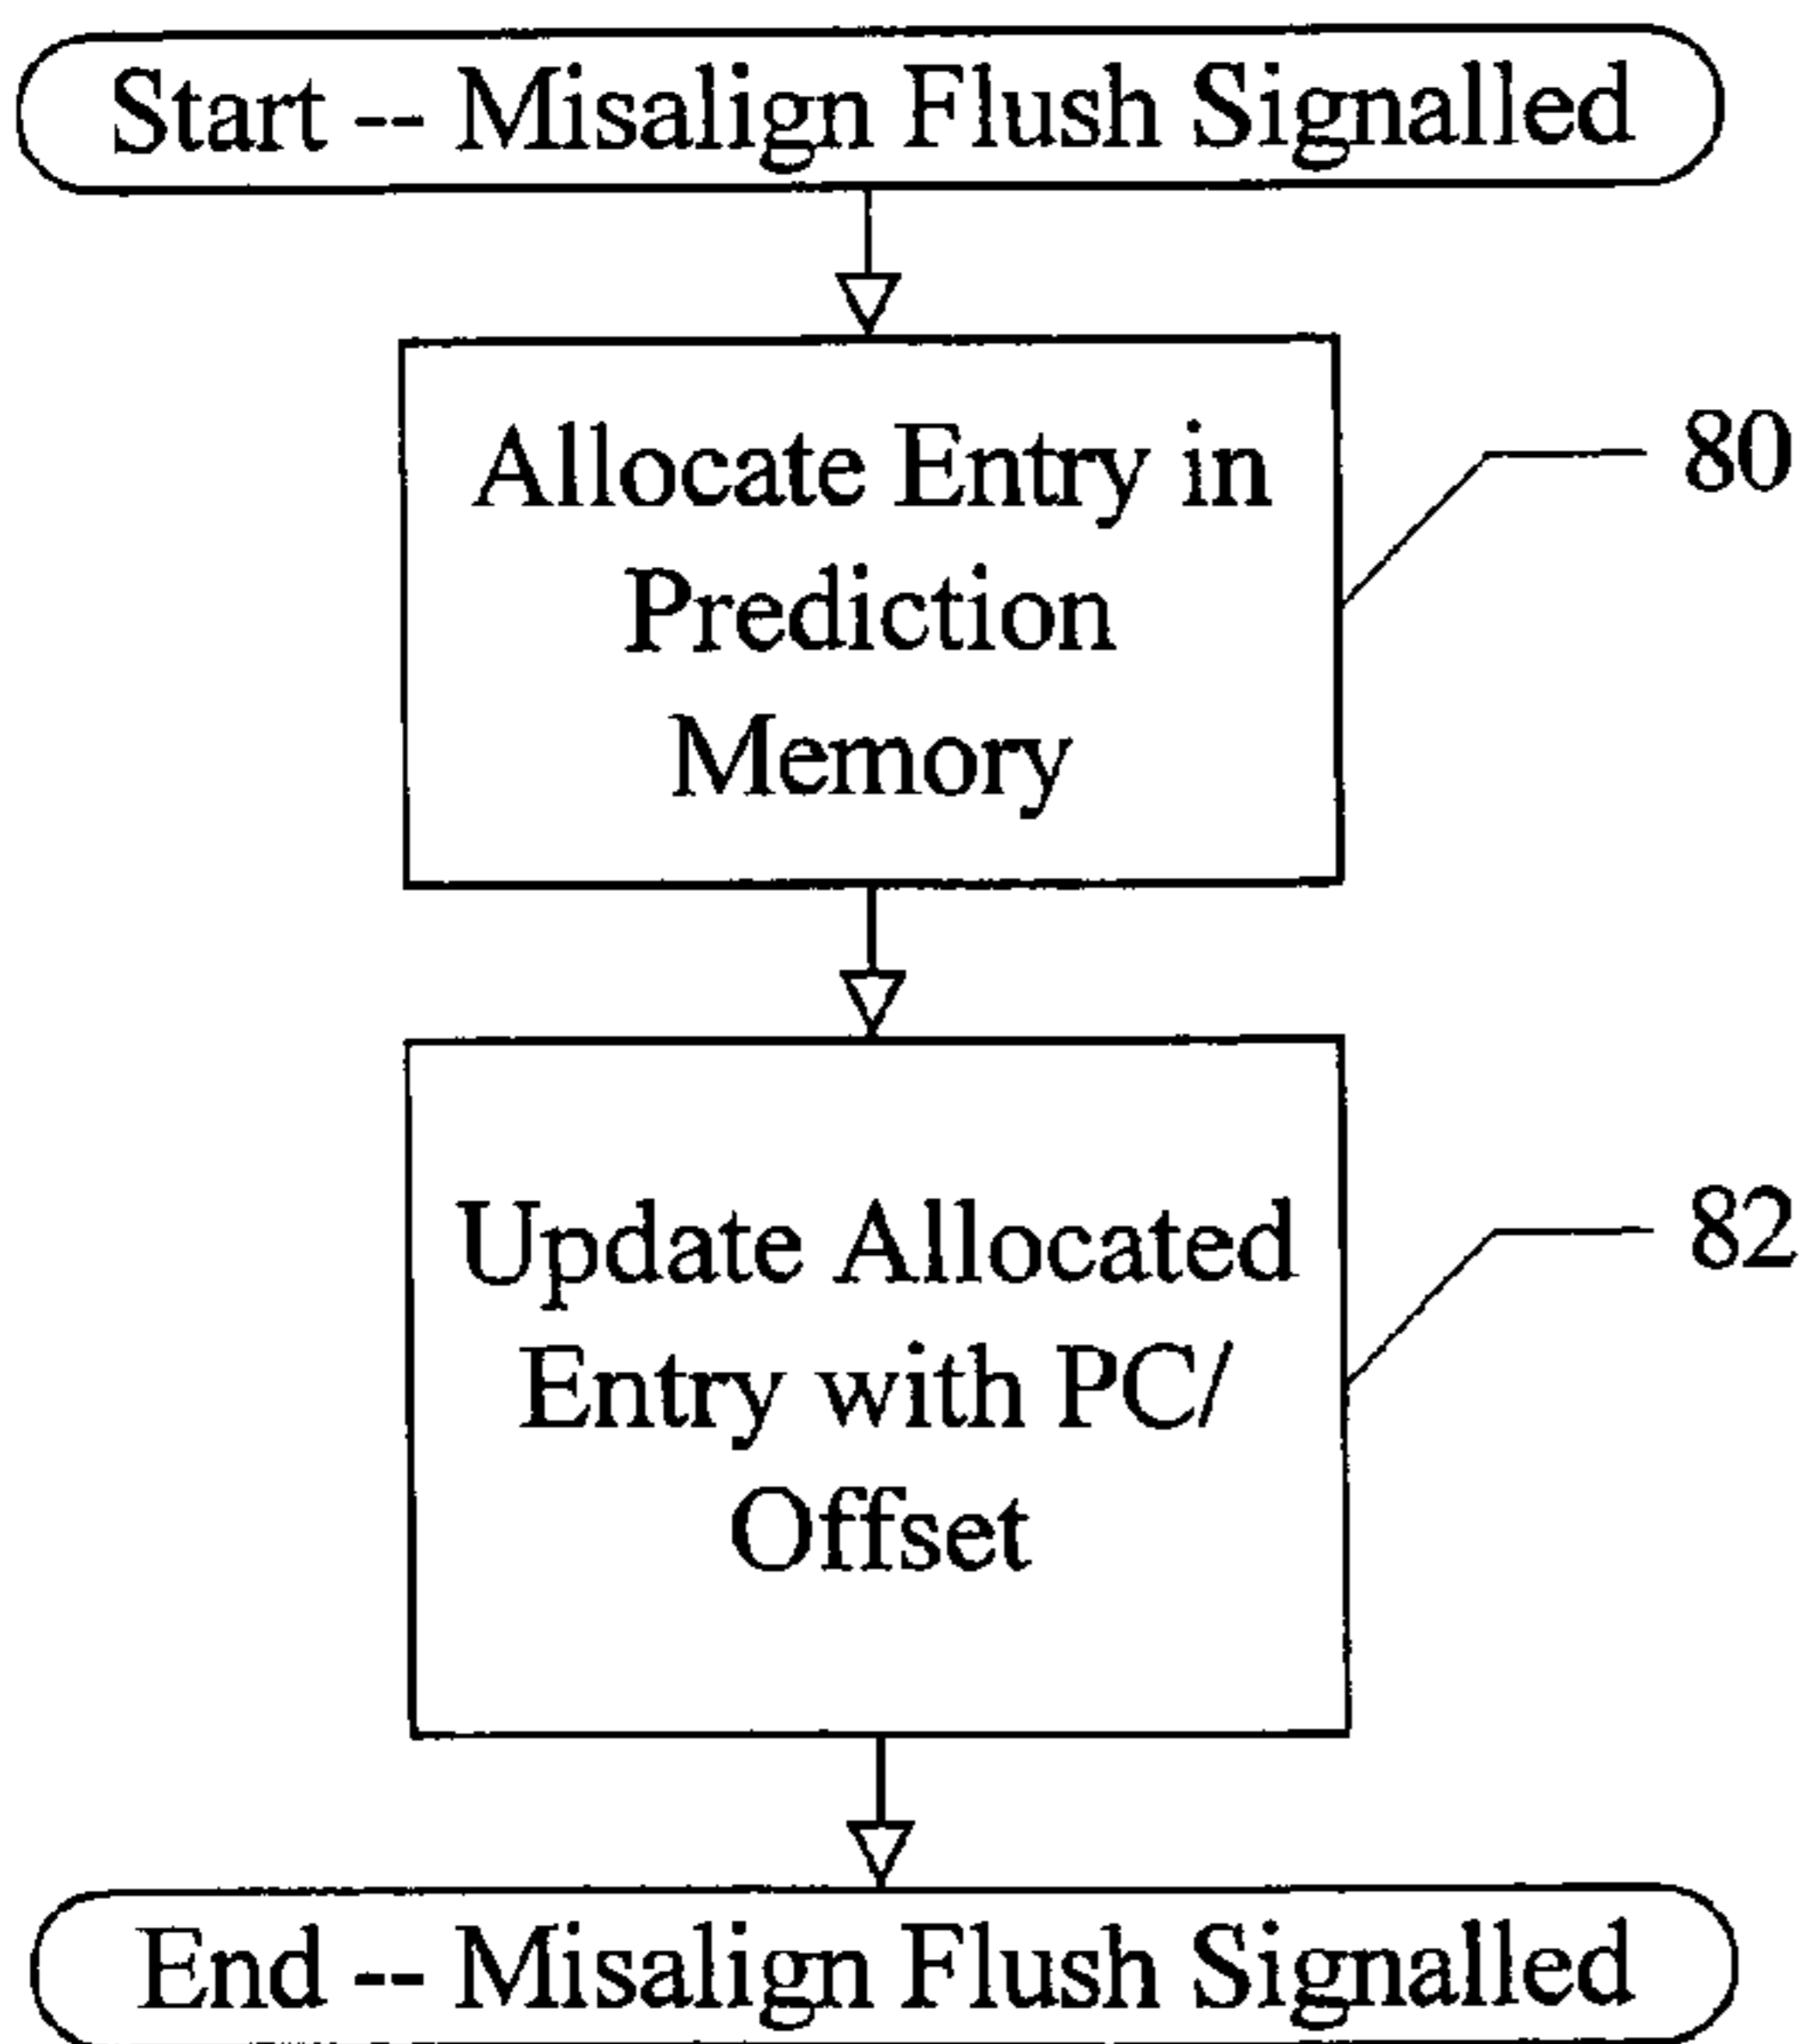 Start -- Misalign Flush Signalled
Allocate Entry in
Prediction
Memory
80
Update Allocated
Entry with PC/
Offset
82
End -- Misalign Flush Signalled